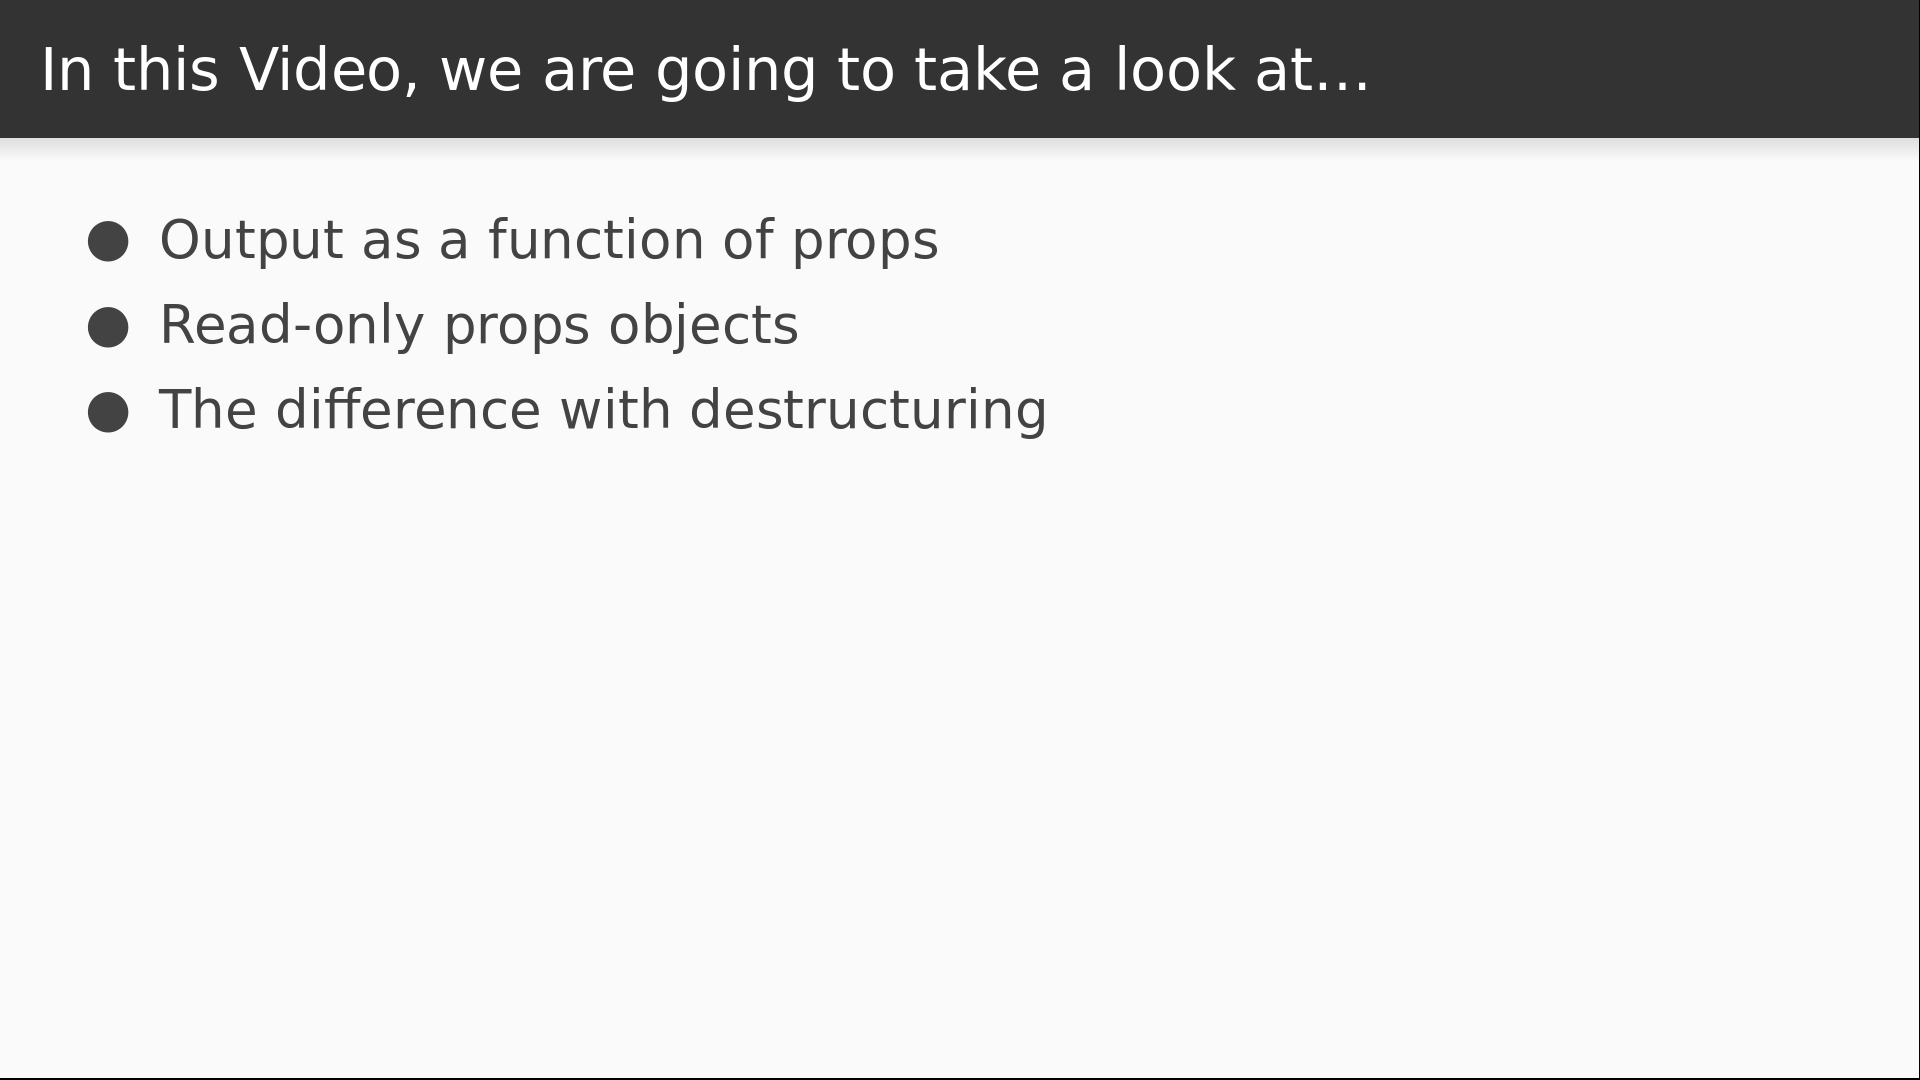 In this Video, we are going to take a look at…
● Output as a function of props
● Read-only props objects
● The difference with destructuring